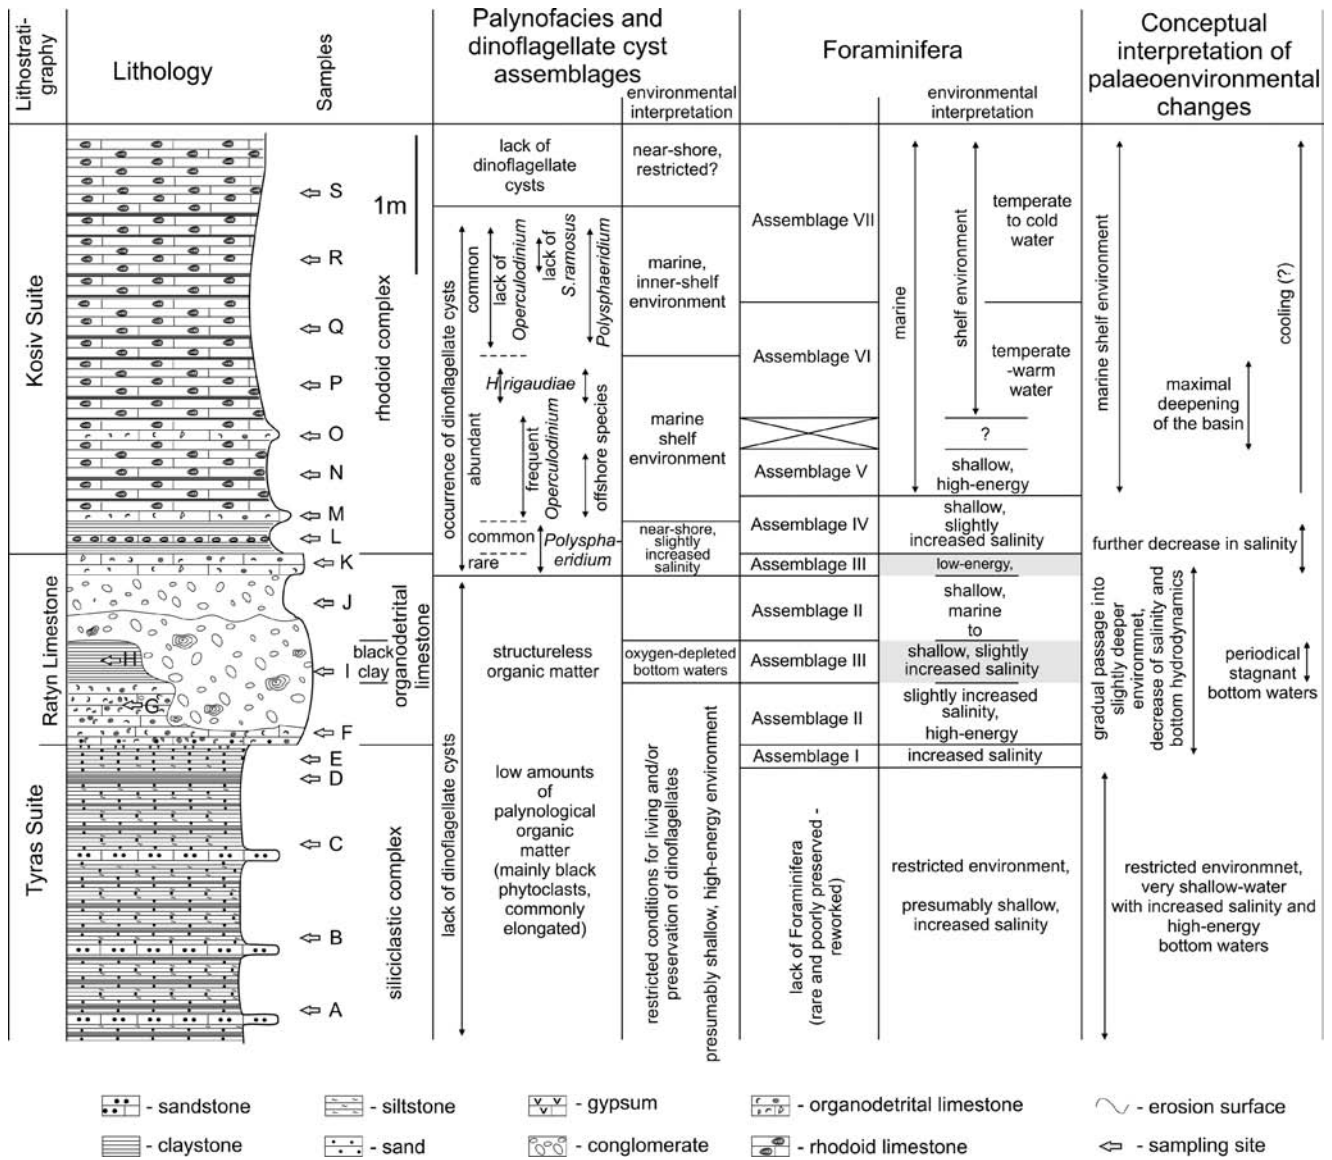 Lithostrati-
graphy
Lithology
Samples
Palynofacies and
dinoflagellate cyst
assemblages
environmental
interpretation
Foraminifera
environmental
interpretation
Conceptual
interpretation of
palaeoenvironmental
changes
Kosiv Suite
Ratyn Limestone
Tyras Suite
S
R
Q
P
O
N
M
L
K
J
I
H
G
F
E
D
C
B
A
1m
rhodoid complex
organodetrital
limestone
black
clay
siliciclastic complex
lack of
dinoflagellate
cysts
occurrence of dinoflagellate cysts
common
lack of
Operculodinium
lack of
S.ramosus
Polysphaeridium
abundant
H.rigaudiae
frequent
Operculodinium
offshore species
common
rare
Polyspha-
eridium
lack of dinoflagellate cysts
structureless
organic matter
low amounts
of
palynological
organic
matter
(mainly black
phytoclasts,
commonly
elongated)
near-shore,
restricted?
marine,
inner-shelf
environment
marine
shelf
environment
near-shore,
slightly
increased
salinity
oxygen-depleted
bottom waters
restricted conditions for living and/or
preservation of dinoflagellates
presumably shallow, high-energy environment
Assemblage VII
Assemblage VI
Assemblage V
Assemblage IV
Assemblage III
Assemblage II
Assemblage III
Assemblage II
Assemblage I
lack of Foraminifera
(rare and poorly preserved -
reworked)
marine
shelf environment
temperate
to cold
water
temperate
-warm
water
?
shallow,
high-energy
shallow,
slightly
increased salinity
low-energy,
shallow,
marine
to
shallow, slightly
increased salinity
slightly increased
salinity,
high-energy
increased salinity
restricted environment,
presumably shallow,
increased salinity
marine shelf environment
cooling (?)
maximal
deepening
of the basin
further decrease in salinity
gradual passage into
slightly deeper
environmnet,
decrease of salinity and
bottom hydrodynamics
periodical
stagnant
bottom waters
restricted environmnet,
very shallow-water
with increased salinity and
high-energy
bottom waters
- sandstone
- siltstone
- gypsum
- organodetrital limestone
- erosion surface
- claystone
- sand
- conglomerate
- rhodoid limestone
- sampling site